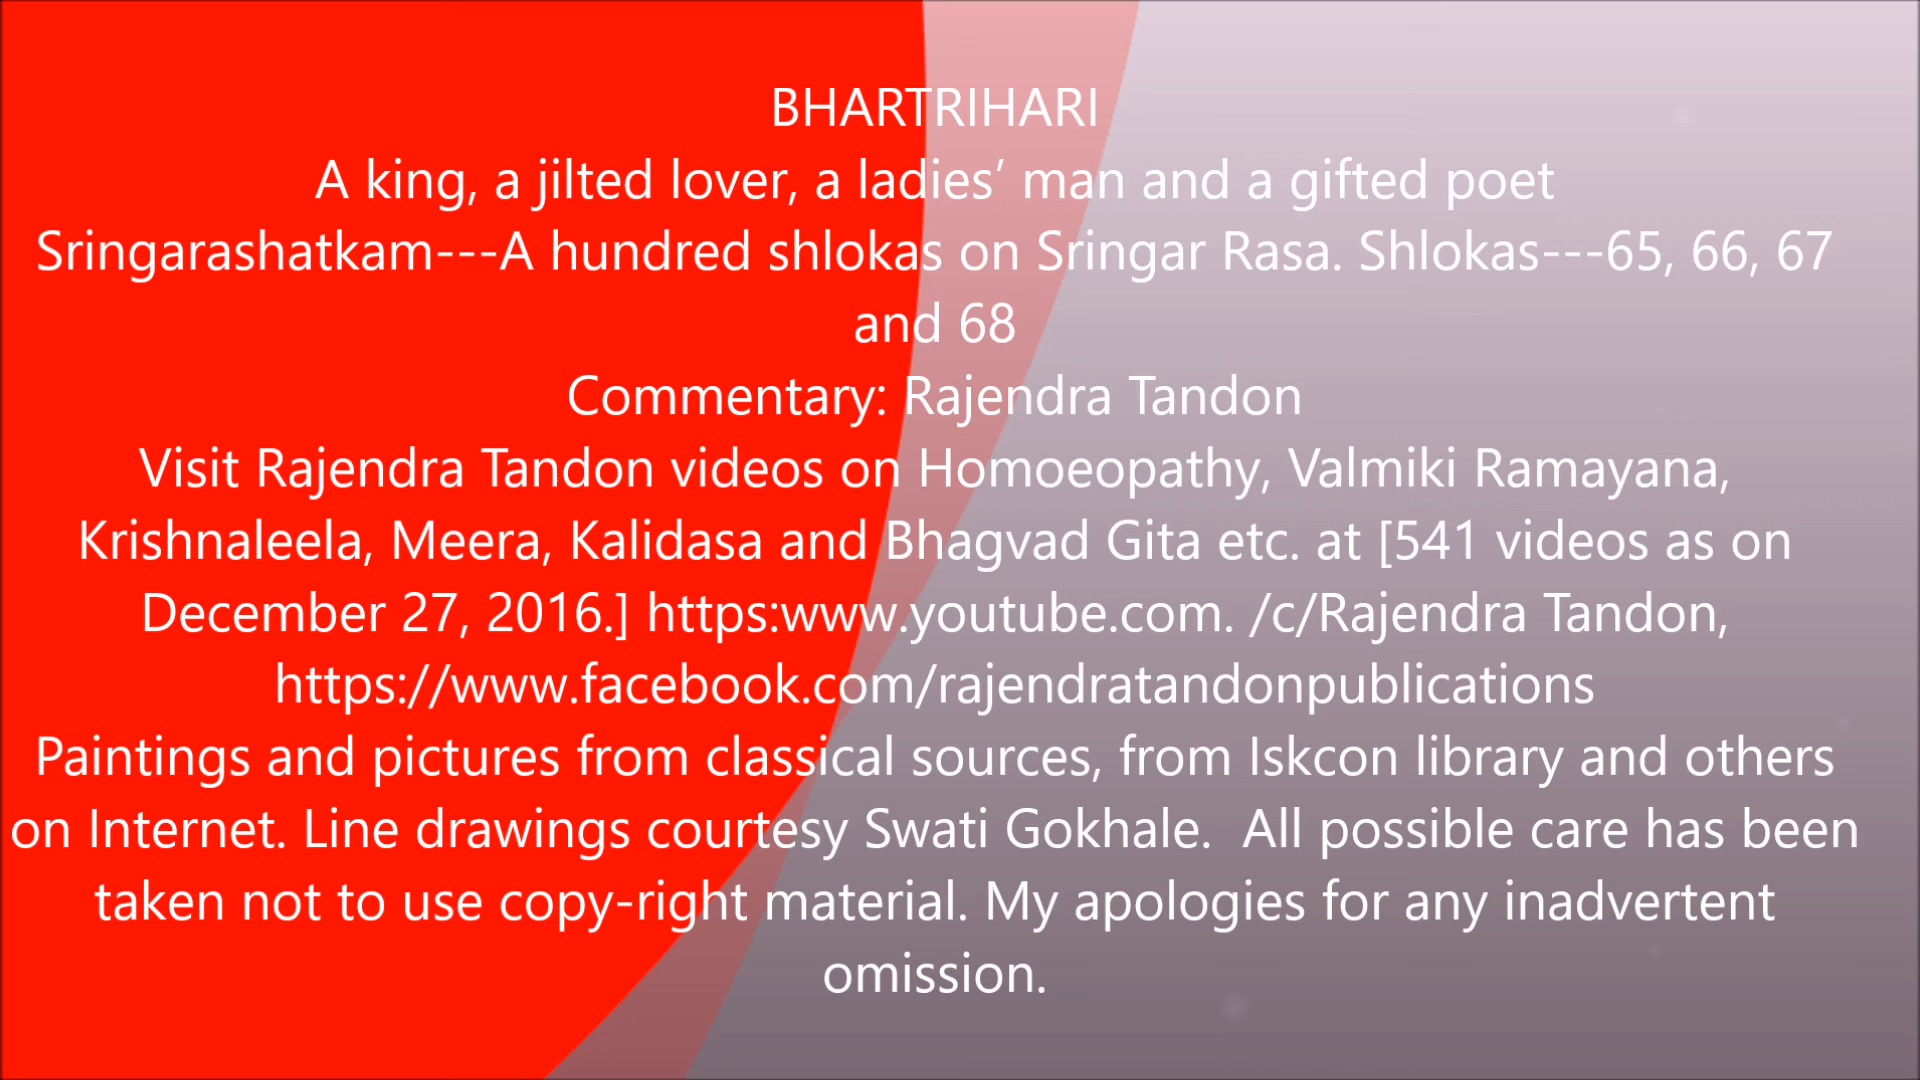 BHARTRIHARI
A king, a jilted lover, a ladies’ man and a gifted poet
Sringarashatkam---A hundred shlokas on Sringar Rasa. Shlokas---65, 66, 67
and 68
Commentary: Rajendra Tandon
Visit Rajendra Tandon videos on Homoeopathy, Valmiki Ramayana,
Krishnaleela, Meera, Kalidasa and Bhagvad Gita etc. at [541 videos as on
December 27, 2016.] https:www.youtube.com. /c/Rajendra Tandon,
https://www.facebook.com/rajendratandonpublications
Paintings and pictures from classical sources, from Iskcon library and others
on Internet. Line drawings courtesy Swati Gokhale.  All possible care has been
taken not to use copy-right material. My apologies for any inadvertent
omission.